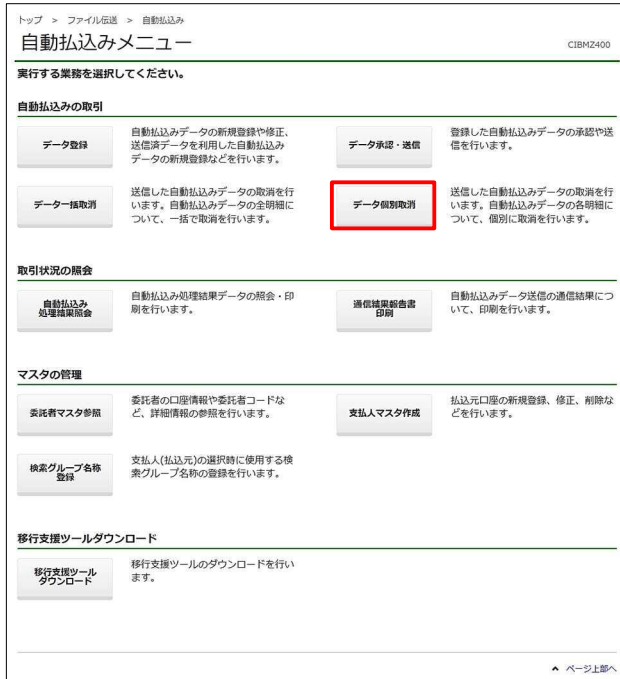 トップ > ファイル伝送 > 自動払込み
自動払込みメニュー
CIBMZ400
実行する業務を選択してください。
自動払込みの取引
データ登録
自動払込みデータの新規登録や修正、
送信済データを利用した自動払込み
データの新規登録などを行います。
データ承認・送信
登録した自動払込みデータの承認や送
信を行います。
データ一括取消
送信した自動払込みデータの取消を行
います。自動払込みデータの全明細に
ついて、一括で取消を行います。
データ個別取消
送信した自動払込みデータの取消を行
います。自動払込みデータの各明細に
ついて、個別に取消を行います。
取引状況の照会
自動払込み
処理結果照会
自動払込み処理結果データの照会・印
刷を行います。
通信結果報告書
印刷
自動払込みデータ送信の通信結果につ
いて、印刷を行います。
マスタの管理
委託者マスタ参照
委託者の口座情報や委託者コードな
ど、詳細情報の参照を行います。
支払人マスタ作成
払込元口座の新規登録、修正、削除な
どを行います。
検索グループ名称
登録
支払人(払込元)の選択時に使用する検
索グループ名称の登録を行います。
移行支援ツールダウンロード
移行支援ツール
ダウンロード
移行支援ツールのダウンロードを行い
ます。
ページ上部へ